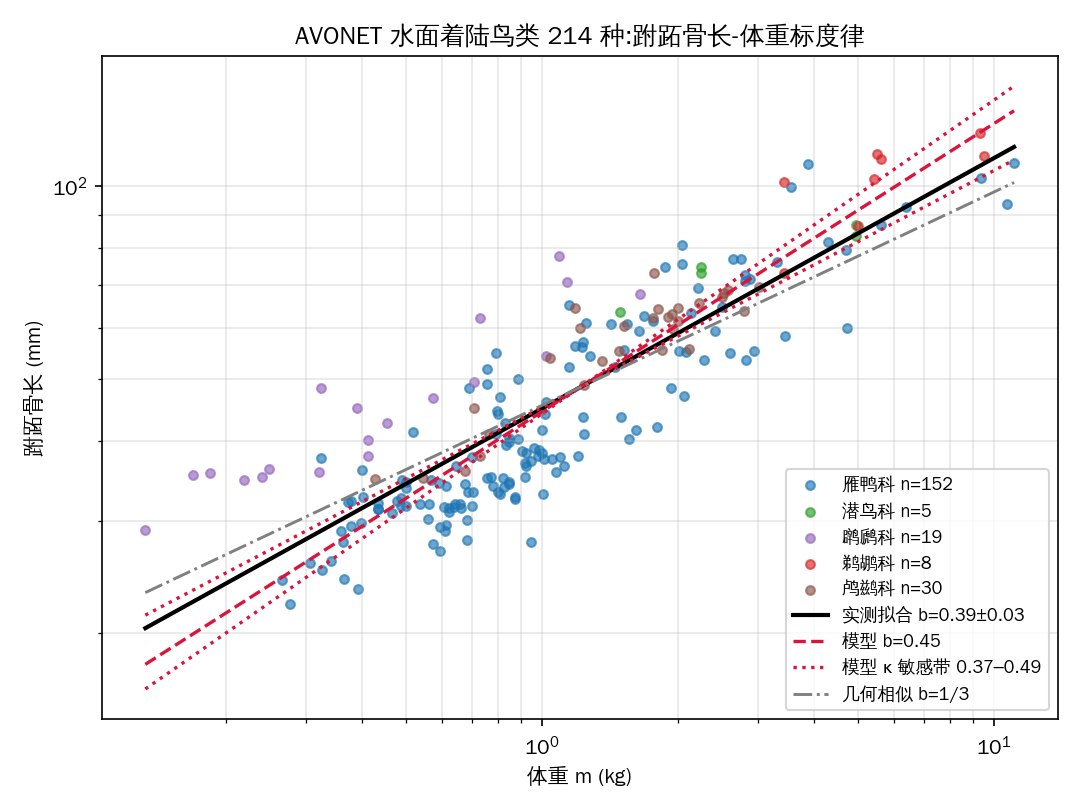 AVONET 水面着陆鸟类 214 种:跗跖骨长-体重标度律
跗跖骨长 (mm)
10²
雁鸭科 n=152
潜鸟科 n=5
䴙䴘科 n=19
鹈鹕科 n=8
鸬鹚科 n=30
实测拟合 b=0.39±0.03
模型 b=0.45
模型 κ 敏感带 0.37–0.49
几何相似 b=1/3
10⁰
10¹
体重 m (kg)